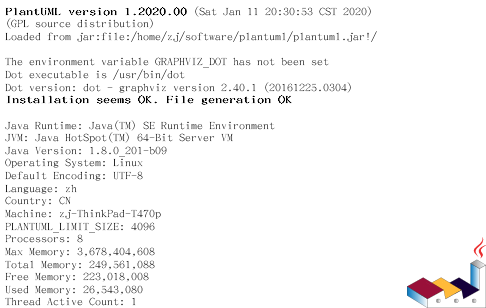 PlantUML version 1.2020.00 (Sat Jan 11 20:30:53 CST 2020)
(GPL source distribution)
Loaded from jar:file:/home/zj/software/plantuml/plantuml.jar!/
The environment variable GRAPHVIZ_DOT has not been set
Dot executable is /usr/bin/dot
Dot version: dot - graphviz version 2.40.1 (20161225.0304)
Installation seems OK. File generation OK
Java Runtime: Java(TM) SE Runtime Environment
JVM: Java HotSpot(TM) 64-Bit Server VM
Java Version: 1.8.0_201-b09
Operating System: Linux
Default Encoding: UTF-8
Language: zh
Country: CN
Machine: zj-ThinkPad-T470p
PLANTUML_LIMIT_SIZE: 4096
Processors: 8
Max Memory: 3,678,404,608
Total Memory: 249,561,088
Free Memory: 223,018,008
Used Memory: 26,543,080
Thread Active Count: 1